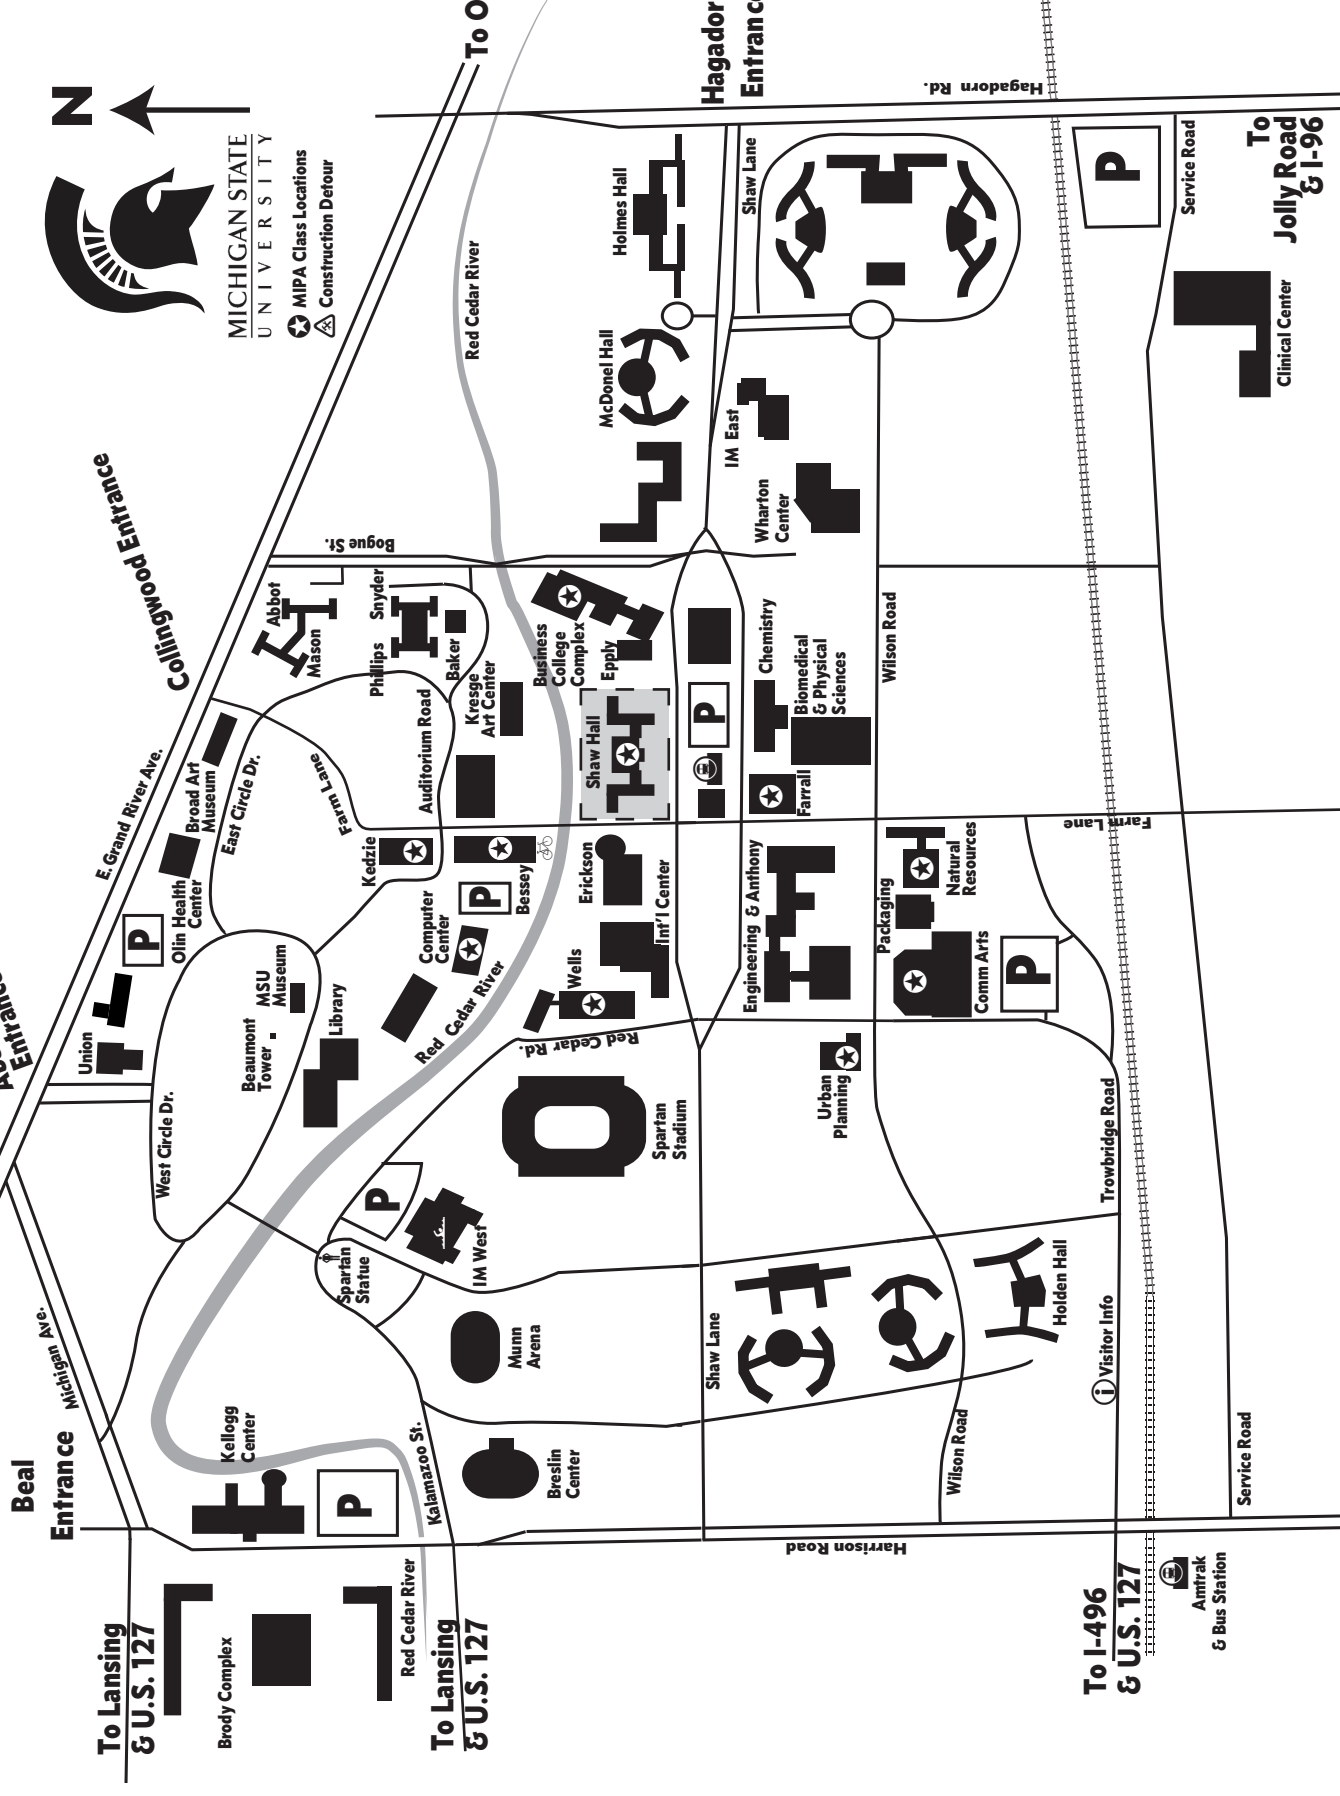 N
MICHIGAN STATE
UNIVERSITY
MIPA Class Locations
Construction Detour
To O
Hagador
Entranc
Hagadorn Rd.
To
Jolly Road
& I-96
Service Road
P
Clinical Center
Shaw Lane
Holmes Hall
McDonel Hall
Red Cedar River
IM East
Wharton
Center
Collingwood Entrance
Bogue St.
Abbot
Mason
Snyder
Phillips
Baker
Kresge
Art Center
Auditorium Road
Business
College
Complex
Epply
Shaw Hall
P
Chemistry
Biomedical
& Physical
Sciences
Farrall
Wilson Road
E. Grand River Ave.
Broad Art
Museum
East Circle Dr.
Farm Lane
Olin Health
Center
P
Kedzie
Bessey
P
Computer
Center
Erickson
Int'l Center
Wells
Engineering & Anthony
Packaging
Natural
Resources
Comm Arts
P
Farm Lane
Entrance
Union
MSU
Museum
Beaumont
Tower
Library
West Circle Dr.
Red Cedar River
Red Cedar Rd.
Spartan
Stadium
Urban
Planning
Trowbridge Road
P
Spartan
Statue
IM West
Munn
Arena
Shaw Lane
Holden Hall
i Visitor Info
Michigan Ave.
Beal
Entrance
Kellogg
Center
P
Kalamazoo St.
Breslin
Center
Wilson Road
Service Road
Harrison Road
To Lansing
& U.S. 127
Brody Complex
Red Cedar River
To Lansing
& U.S. 127
To I-496
& U.S. 127
Amtrak
& Bus Station